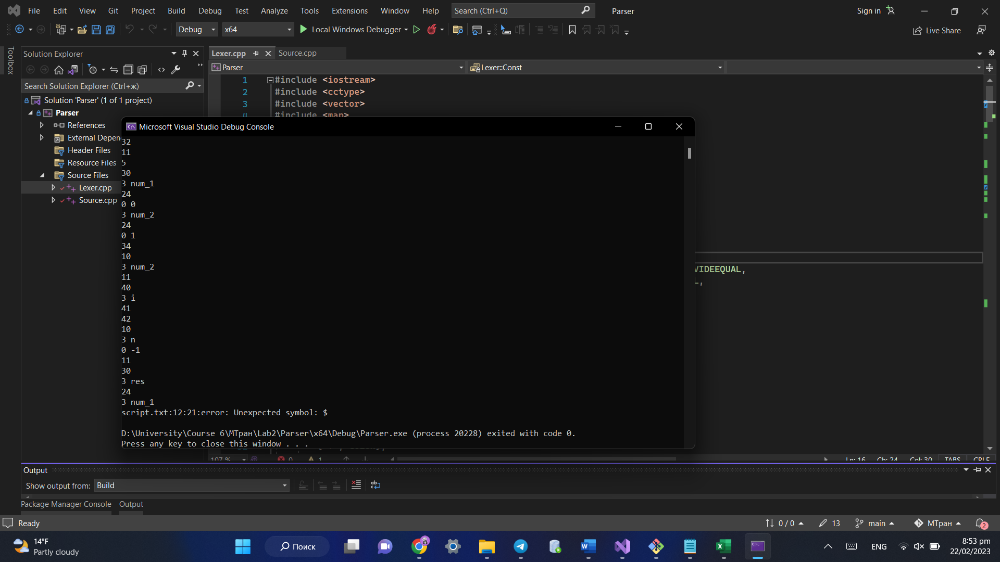 File Edit View Git Project Build Debug Test Analyze Tools Extensions Window Help Search (Ctrl+Q) Parser Sign in
Debug x64 Local Windows Debugger Live Share
Toolbox
Solution Explorer
Search Solution Explorer (Ctrl+ж)
Solution 'Parser' (1 of 1 project)
Parser
References
External Depen
Header Files
Resource Files
Source Files
Lexer.cpp
Source.cpp
Lexer.cpp Source.cpp
Parser Lexer::Const
1 #include <iostream>
2 #include <cctype>
3 #include <vector>
4 #include <map>
VIDEEQUAL,
Microsoft Visual Studio Debug Console
32
11
5
30
3 num_1
24
0 0
3 num_2
24
0 1
34
10
3 num_2
11
40
3 i
41
42
10
3 n
0 -1
11
30
3 res
24
3 num_1
script.txt:12:21:error: Unexpected symbol: $
D:\University\Course 6\МТран\Lab2\Parser\x64\Debug\Parser.exe (process 20228) exited with code 0.
Press any key to close this window . . .
107 % 0 1 Ln: 16 Ch: 24 Col: 30 TABS CRLF
Output
Show output from: Build
Package Manager Console Output
Ready 0 / 0 13 main МТран 2
14°F
Partly cloudy
Поиск
ENG
8:53 pm
22/02/2023